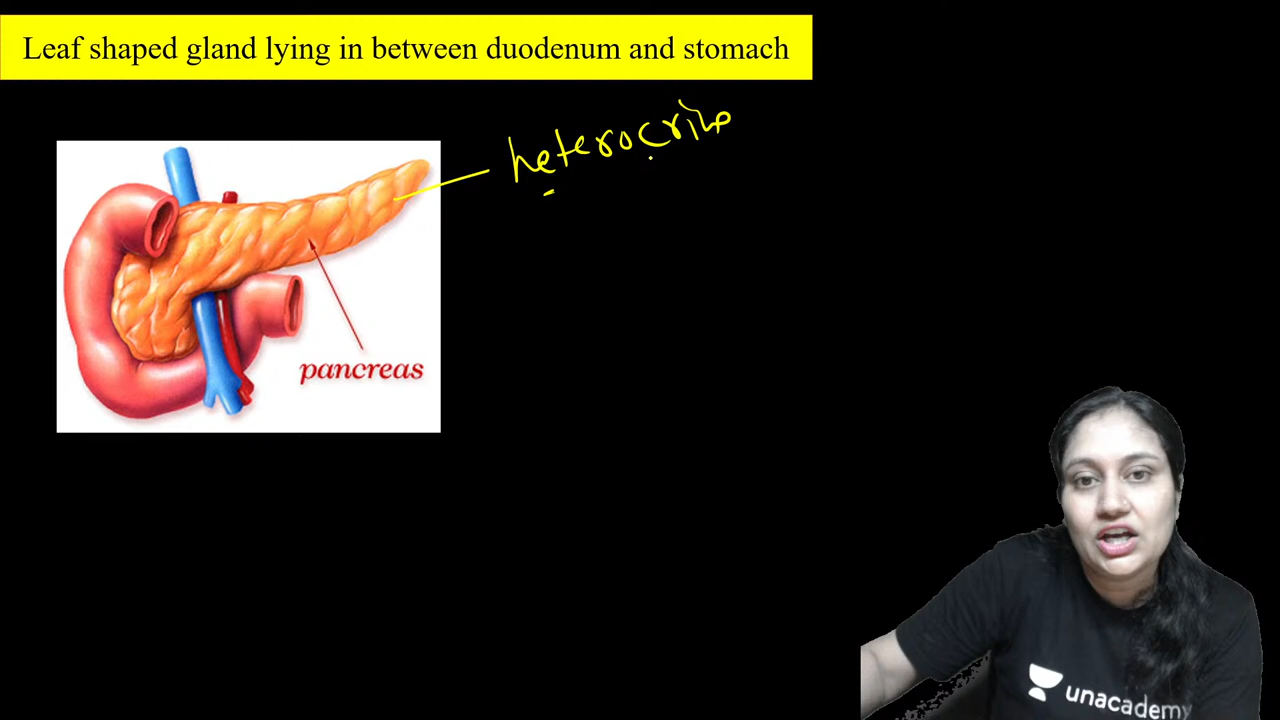 Leaf shaped gland lying in between duodenum and stomach
heterocrine
pancreas
unacademy